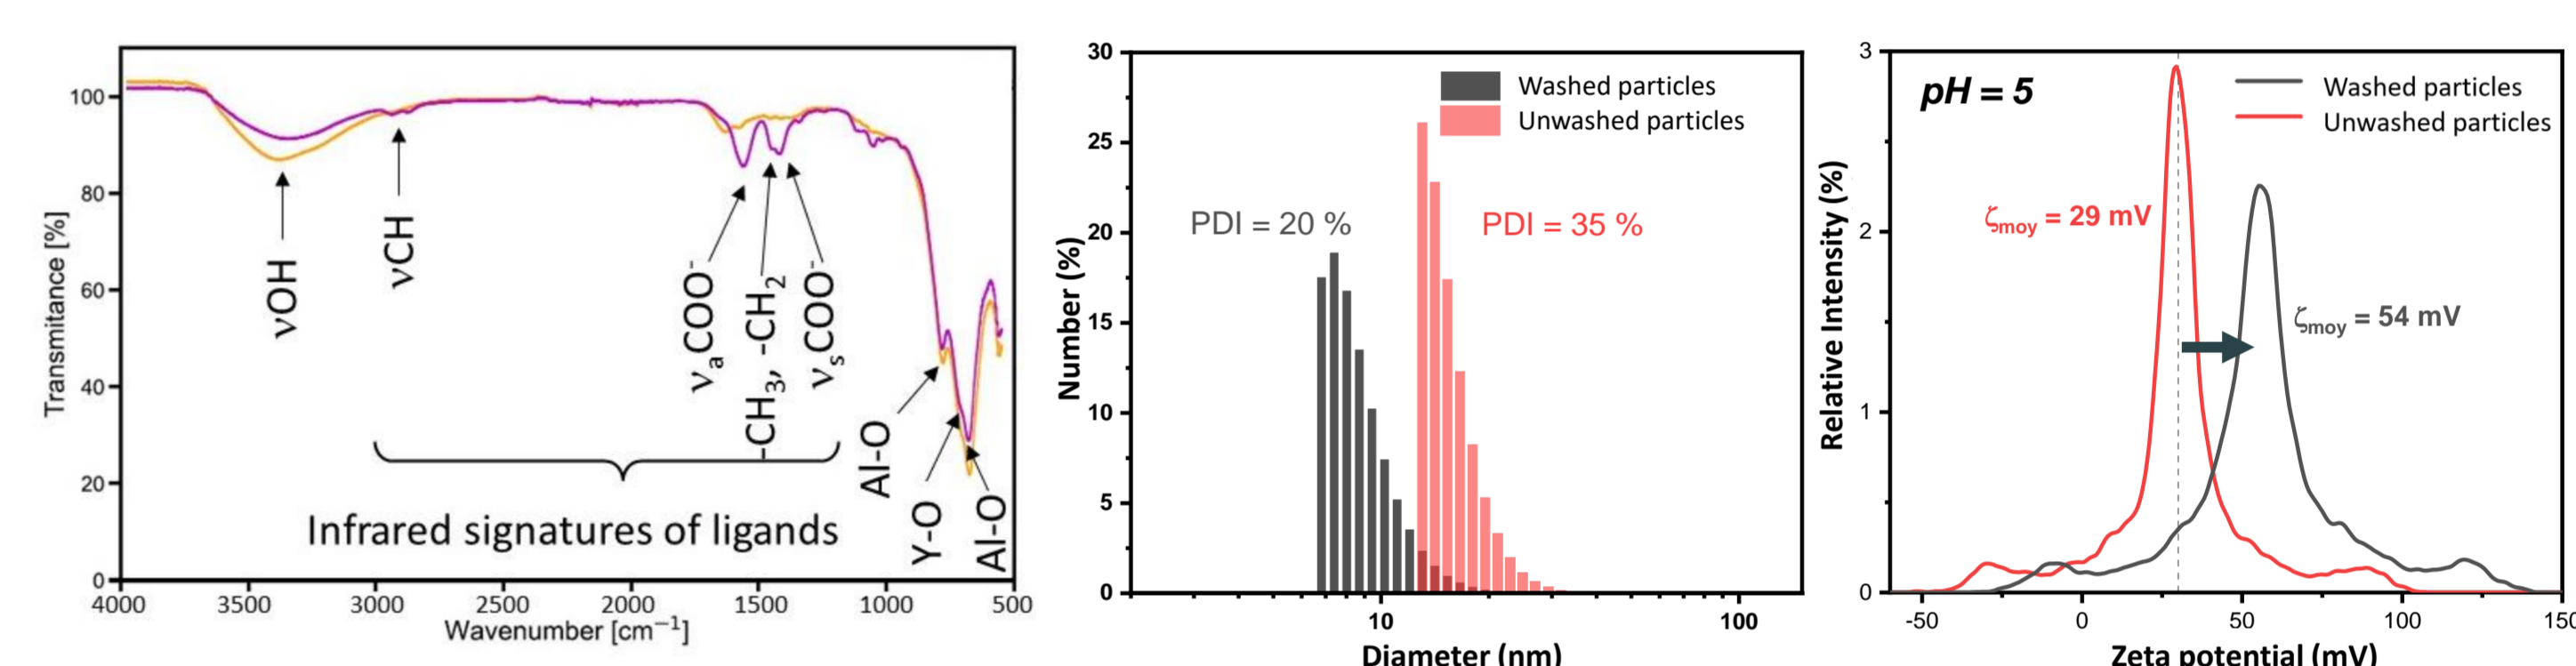 100
80
60
40
20
0
Transmitance [%]
νOH
νCH
νaCOO⁻
-CH3, -CH2
νsCOO⁻
Al-O
Y-O
Al-O
Infrared signatures of ligands
4000 3500 3000 2500 2000 1500 1000 500
Wavenumber [cm⁻¹]
30
25
20
15
10
5
0
Number (%)
Washed particles
Unwashed particles
PDI = 20 %
PDI = 35 %
10 100
Diameter (nm)
3
2
1
0
Relative Intensity (%)
pH = 5
Washed particles
Unwashed particles
ζmoy = 29 mV
ζmoy = 54 mV
-50 0 50 100 150
Zeta potential (mV)